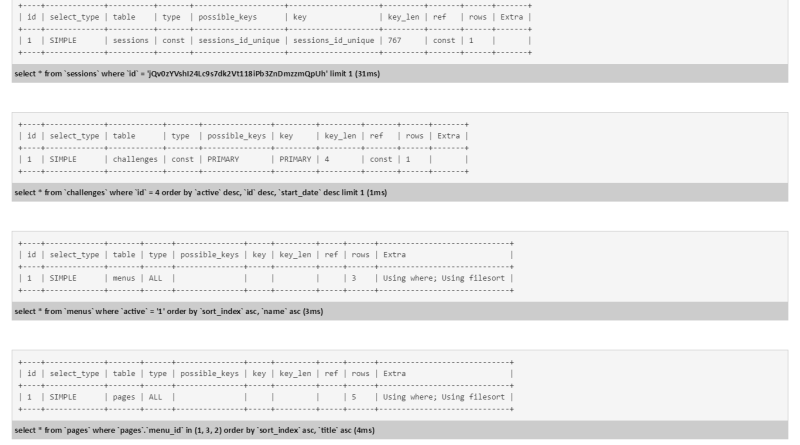 +----+-------------+----------+-------+--------------------+--------------------+---------+-------+------+-------+
| id | select_type | table    | type  | possible_keys      | key                | key_len | ref   | rows | Extra |
+----+-------------+----------+-------+--------------------+--------------------+---------+-------+------+-------+
| 1  | SIMPLE      | sessions | const | sessions_id_unique | sessions_id_unique | 767     | const | 1    |       |
+----+-------------+----------+-------+--------------------+--------------------+---------+-------+------+-------+
select * from `sessions` where `id` = 'jQv0zYVshI24Lc9s7dk2Vt118iPb3ZnDmzzmQpUh' limit 1 (31ms)
+----+-------------+------------+-------+---------------+---------+---------+-------+------+-------+
| id | select_type | table      | type  | possible_keys | key     | key_len | ref   | rows | Extra |
+----+-------------+------------+-------+---------------+---------+---------+-------+------+-------+
| 1  | SIMPLE      | challenges | const | PRIMARY       | PRIMARY | 4       | const | 1    |       |
+----+-------------+------------+-------+---------------+---------+---------+-------+------+-------+
select * from `challenges` where `id` = 4 order by `active` desc, `id` desc, `start_date` desc limit 1 (1ms)
+----+-------------+-------+------+---------------+-----+---------+-----+------+-----------------------------+
| id | select_type | table | type | possible_keys | key | key_len | ref | rows | Extra                       |
+----+-------------+-------+------+---------------+-----+---------+-----+------+-----------------------------+
| 1  | SIMPLE      | menus | ALL  |               |     |         |     | 3    | Using where; Using filesort |
+----+-------------+-------+------+---------------+-----+---------+-----+------+-----------------------------+
select * from `menus` where `active` = '1' order by `sort_index` asc, `name` asc (3ms)
+----+-------------+-------+------+---------------+-----+---------+-----+------+-----------------------------+
| id | select_type | table | type | possible_keys | key | key_len | ref | rows | Extra                       |
+----+-------------+-------+------+---------------+-----+---------+-----+------+-----------------------------+
| 1  | SIMPLE      | pages | ALL  |               |     |         |     | 5    | Using where; Using filesort |
+----+-------------+-------+------+---------------+-----+---------+-----+------+-----------------------------+
select * from `pages` where `pages`.`menu_id` in (1, 3, 2) order by `sort_index` asc, `title` asc (4ms)